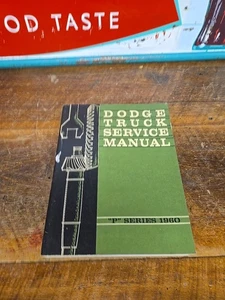 OD TASTE
DODGE
TRUCK
SERVICE
MANUAL
"P" SERIES 1960